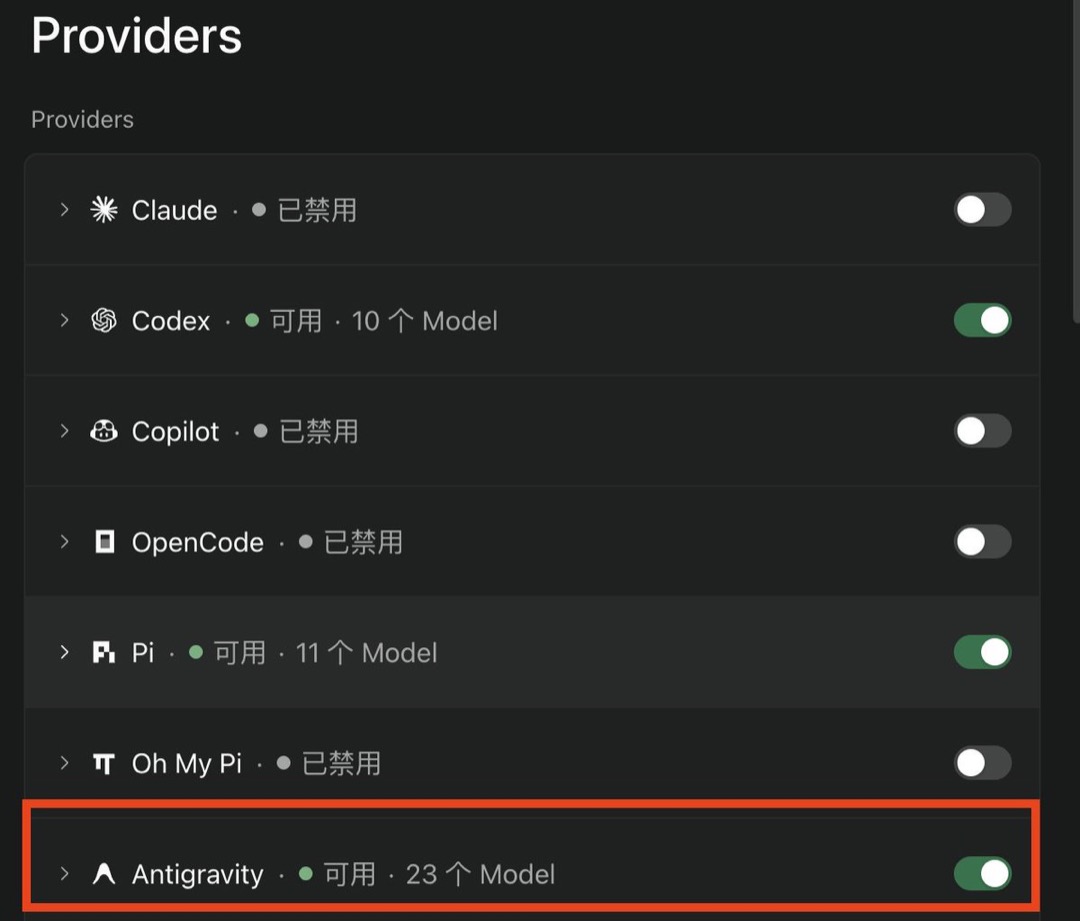 Providers
Providers
Claude · 已禁用
Codex · 可用 · 10 个 Model
Copilot · 已禁用
OpenCode · 已禁用
Pi · 可用 · 11 个 Model
Oh My Pi · 已禁用
Antigravity · 可用 · 23 个 Model